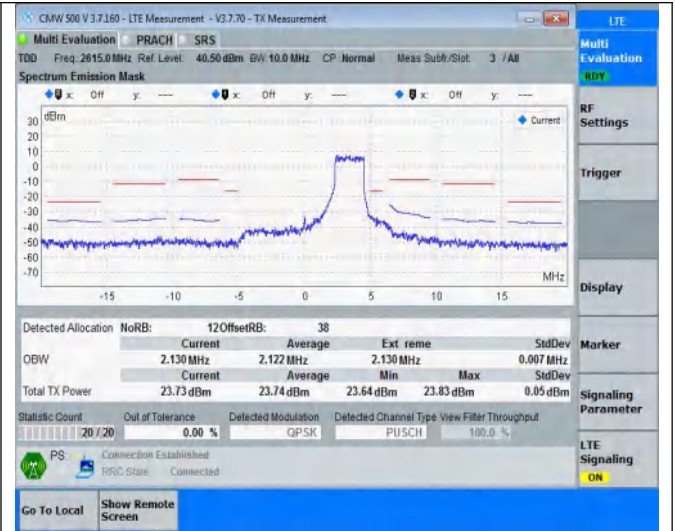 CMW 500 V 3.7.160 - LTE Measurement - V3.7.70 - TX Measurement
LTE
Multi Evaluation PRACH SRS
TDD Freq.:2615.0 MHz Ref. Level: 40.50 dBm BW: 10.0 MHz CP :Normal Meas Subfr./Slot: 3 / All
Spectrum Emission Mask
x: Off y: --- x: Off y: --- x: Off y: ---
dBm
Current
30
20
10
0
-10
-20
-30
-40
-50
-60
-70
MHz
-15 -10 -5 0 5 10 15
Detected Allocation NoRB: 12 OffsetRB: 38
Current Average Extreme StdDev
OBW 2.130 MHz 2.122 MHz 2.130 MHz 0.007 MHz
Current Average Min Max StdDev
Total TX Power 23.73 dBm 23.74 dBm 23.64 dBm 23.83 dBm 0.05 dBm
Statistic Count Out of Tolerance Detected Modulation Detected Channel Type View Filter Throughput
20 / 20 0.00 % QPSK PUSCH 100.0 %
PS: Connection Established
RRC State Connected
Multi
Evaluation
RDY
RF
Settings
Trigger
Display
Marker
Signaling
Parameter
LTE
Signaling
ON
Go To Local
Show Remote
Screen